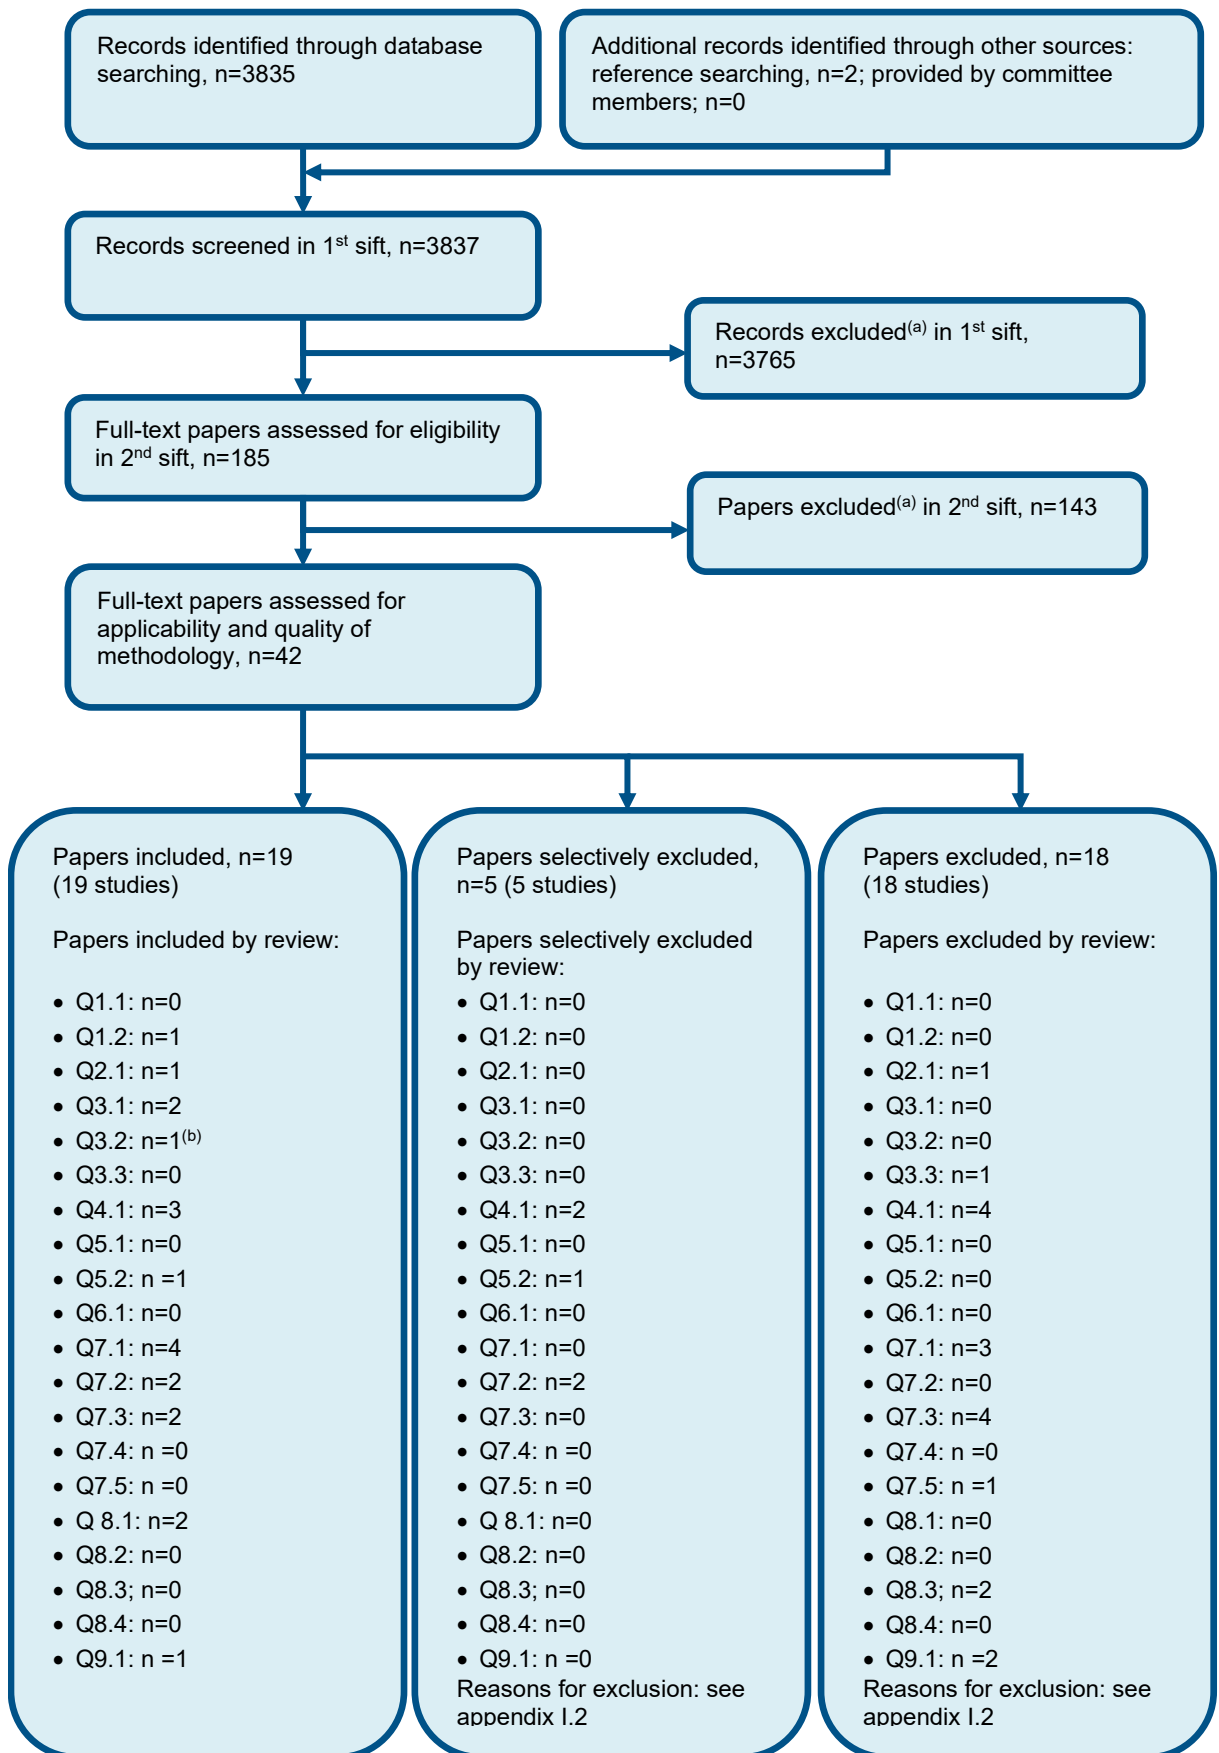 Records identified through database
searching, n=3835
Additional records identified through other sources:
reference searching, n=2; provided by committee
members; n=0
Records screened in 1st sift, n=3837
Records excluded(a) in 1st sift,
n=3765
Full-text papers assessed for eligibility
in 2nd sift, n=185
Papers excluded(a) in 2nd sift, n=143
Full-text papers assessed for
applicability and quality of
methodology, n=42
Papers included, n=19
(19 studies)
Papers included by review:
• Q1.1: n=0
• Q1.2: n=1
• Q2.1: n=1
• Q3.1: n=2
• Q3.2: n=1(b)
• Q3.3: n=0
• Q4.1: n=3
• Q5.1: n=0
• Q5.2: n =1
• Q6.1: n=0
• Q7.1: n=4
• Q7.2: n=2
• Q7.3: n=2
• Q7.4: n =0
• Q7.5: n =0
• Q 8.1: n=2
• Q8.2: n=0
• Q8.3; n=0
• Q8.4: n=0
• Q9.1: n =1
Papers selectively excluded,
n=5 (5 studies)
Papers selectively excluded
by review:
• Q1.1: n=0
• Q1.2: n=0
• Q2.1: n=0
• Q3.1: n=0
• Q3.2: n=0
• Q3.3: n=0
• Q4.1: n=2
• Q5.1: n=0
• Q5.2: n=1
• Q6.1: n=0
• Q7.1: n=0
• Q7.2: n=2
• Q7.3: n=0
• Q7.4: n =0
• Q7.5: n =0
• Q 8.1: n=0
• Q8.2: n=0
• Q8.3; n=0
• Q8.4: n=0
• Q9.1: n =0
Reasons for exclusion: see
appendix I.2
Papers excluded, n=18
(18 studies)
Papers excluded by review:
• Q1.1: n=0
• Q1.2: n=0
• Q2.1: n=1
• Q3.1: n=0
• Q3.2: n=0
• Q3.3: n=1
• Q4.1: n=4
• Q5.1: n=0
• Q5.2: n=0
• Q6.1: n=0
• Q7.1: n=3
• Q7.2: n=0
• Q7.3: n=4
• Q7.4: n =0
• Q7.5: n =1
• Q8.1: n=0
• Q8.2: n=0
• Q8.3; n=2
• Q8.4: n=0
• Q9.1: n =2
Reasons for exclusion: see
appendix I.2